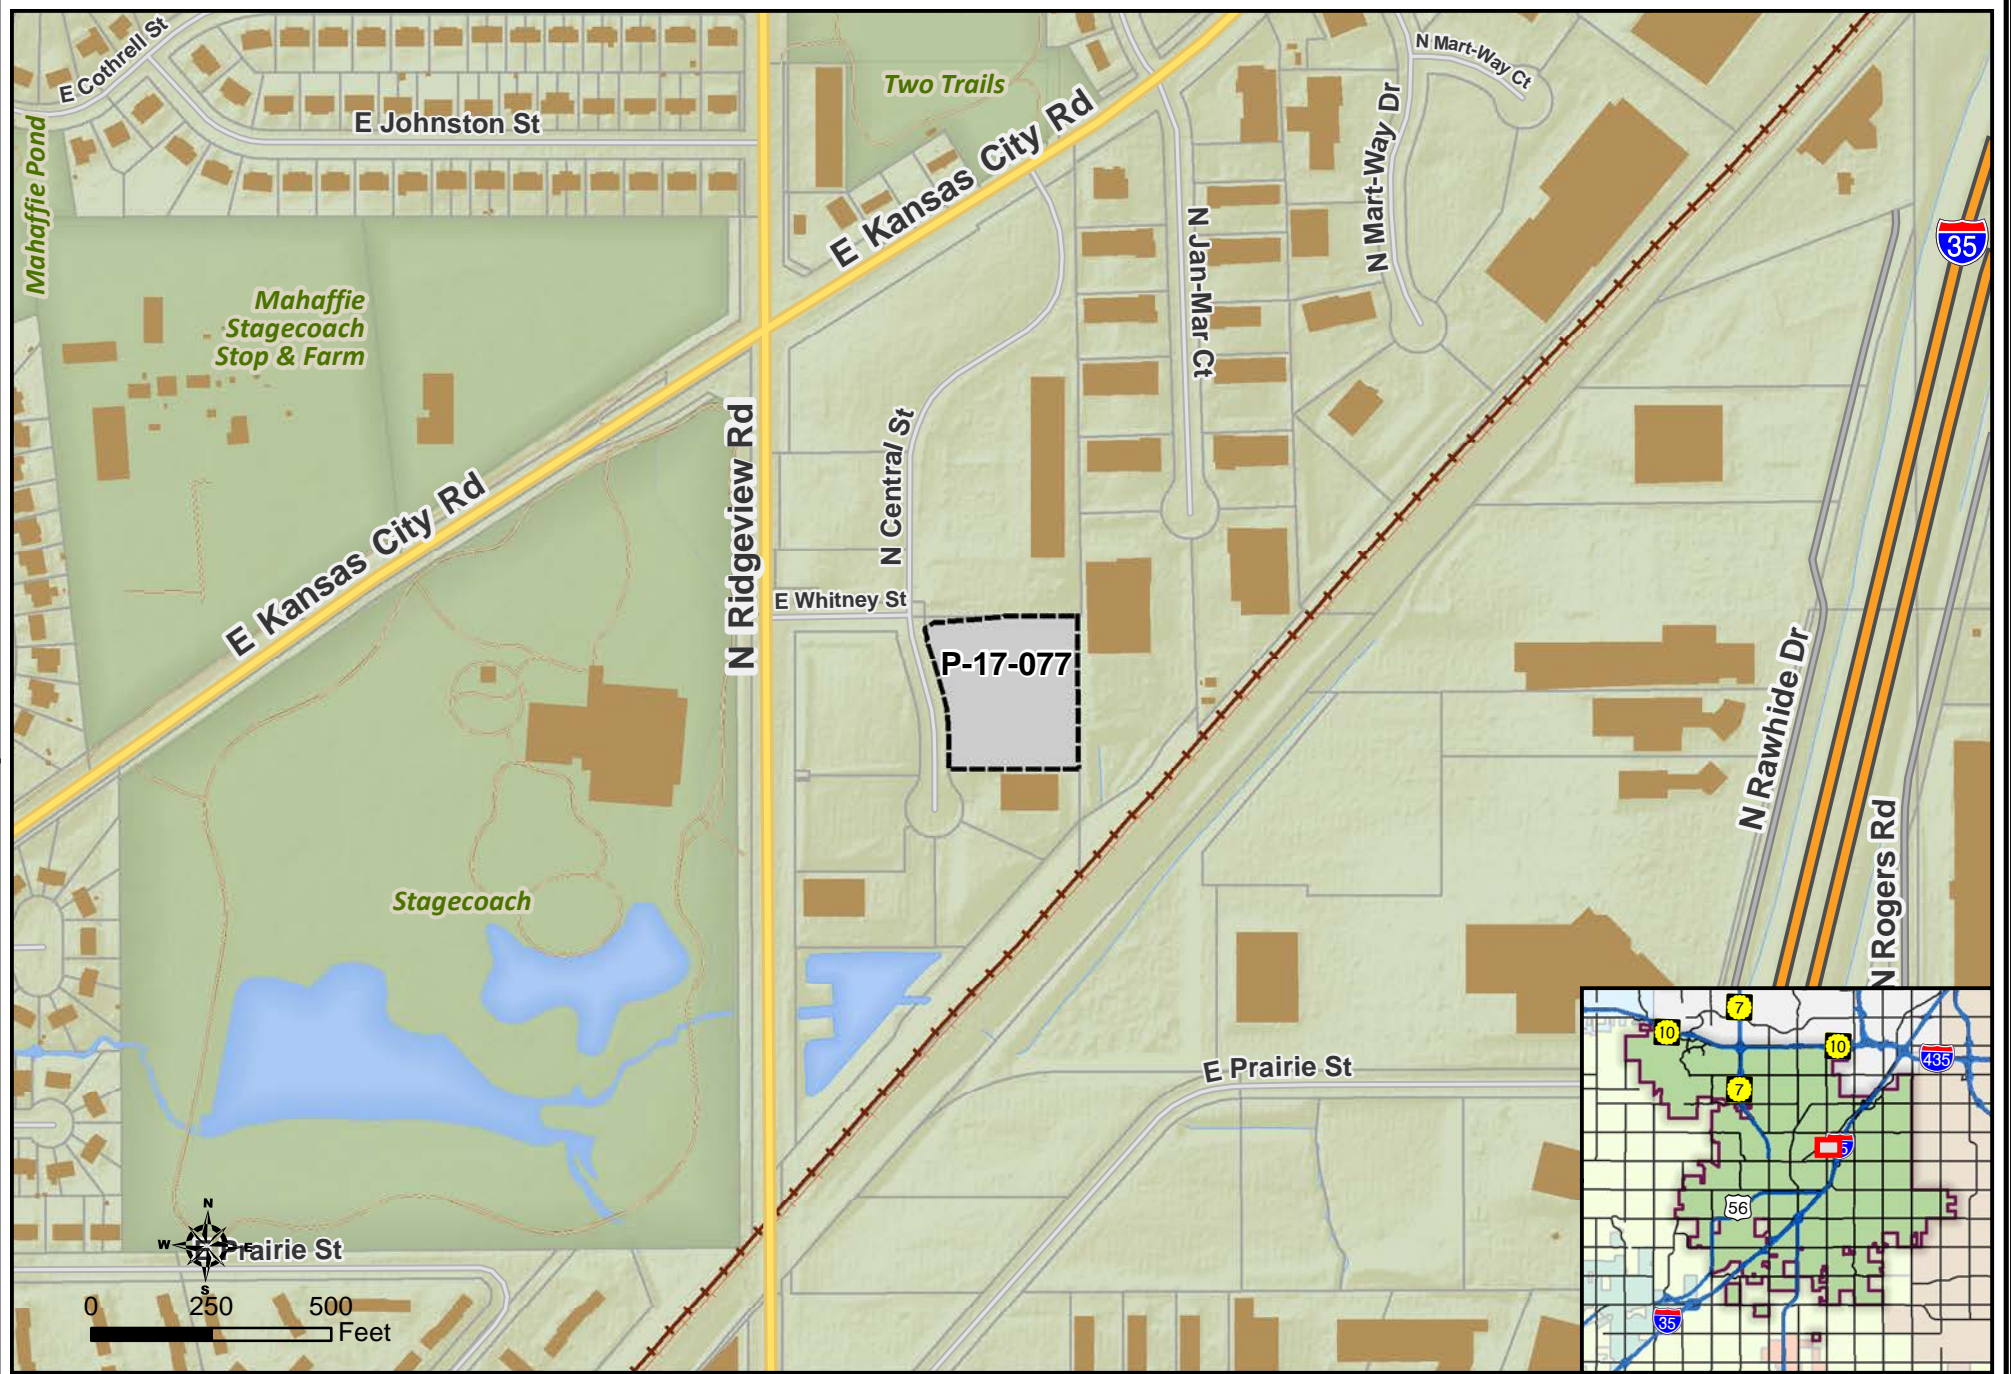 E Cothrell St
E Johnston St
Two Trails
N Mart-Way Ct
N Mart-Way Dr
E Kansas City Rd
Mahaffie Pond
Mahaffie
Stagecoach
Stop & Farm
N Jan-Mar Ct
35
N Ridgeview Rd
N Central St
E Kansas City Rd
E Whitney St
P-17-077
N Rawhide Dr
N Rogers Rd
Stagecoach
E Prairie St
N
W
E
S
E Prairie St
0 250 500
Feet
7
10
10
435
7
5
56
35